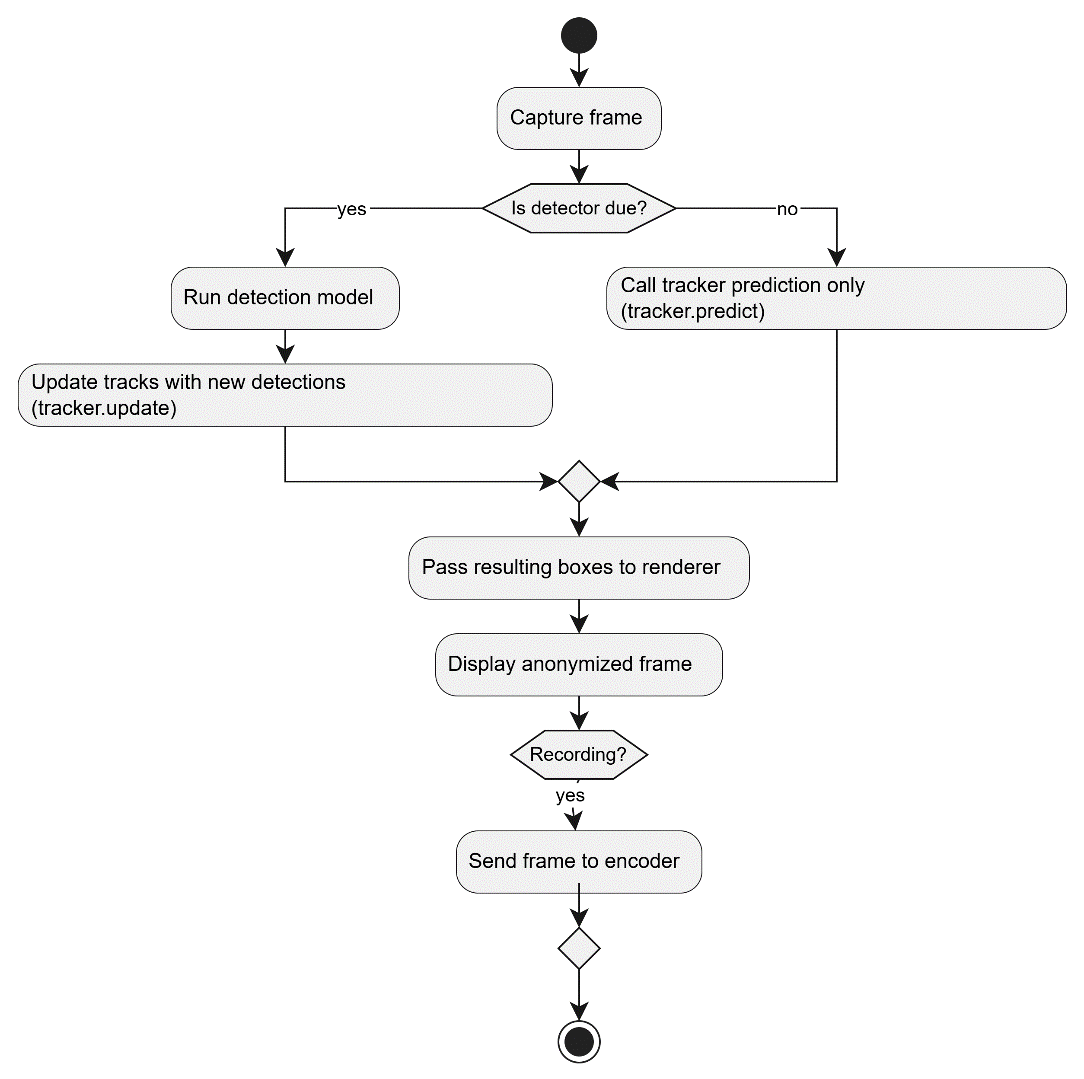 Capture frame
Is detector due?
yes
no
Run detection model
Call tracker prediction only
(tracker.predict)
Update tracks with new detections
(tracker.update)
Pass resulting boxes to renderer
Display anonymized frame
Recording?
yes
Send frame to encoder